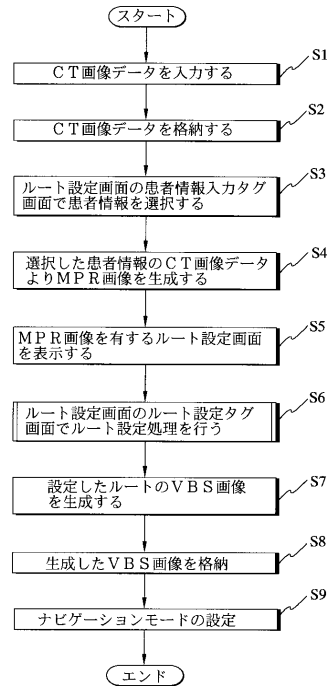 スタート
S1
ＣＴ画像データを入力する
S2
ＣＴ画像データを格納する
S3
ルート設定画面の患者情報入力タグ
画面で患者情報を選択する
S4
選択した患者情報のＣＴ画像データ
よりＭＰＲ画像を生成する
S5
ＭＰＲ画像を有するルート設定画面
を表示する
S6
ルート設定画面のルート設定タグ
画面でルート設定処理を行う
S7
設定したルートのＶＢＳ画像
を生成する
S8
生成したＶＢＳ画像を格納
S9
ナビゲーションモードの設定
エンド